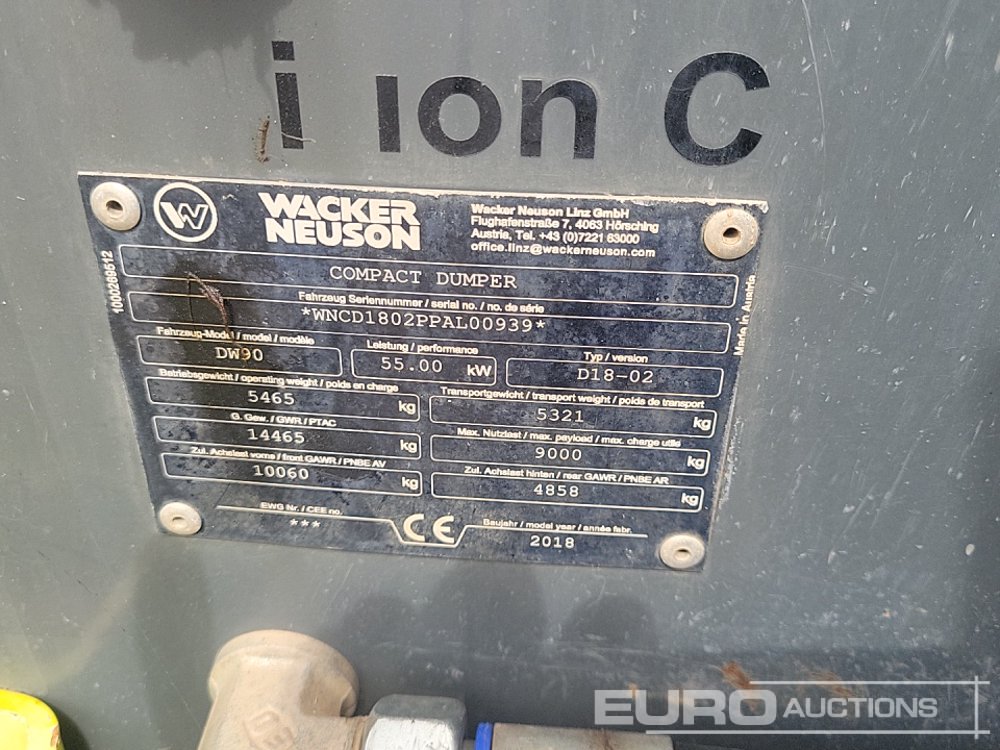 i ion C
WACKER
NEUSON
Wacker Neuson Linz GmbH
Flughafenstraße 7, 4063 Hörsching
Austria, Tel. +43 (0)7221 63000
office.linz@wackerneuson.com
COMPACT DUMPER
Fahrzeug Seriennummer / serial no. / no. de série
*WNCD1802PPAL00939*
Fahrzeug-Modell / model / modèle
DW90
Leistung / performance
55.00 kW
Typ / version
D18-02
Betriebsgewicht / operating weight / poids en charge
5465 kg
Transportgewicht / transport weight / poids de transport
5321 kg
G. Gew. / GWR / PTAC
14465 kg
Max. Nutzlast / max. payload / max. charge utile
9000 kg
Zul. Achslast vorne / front GAWR / PNBE AV
10060 kg
Zul. Achslast hinten / rear GAWR / PNBE AR
4858 kg
EWG Nr. / CEE no.
***
CE
Baujahr / model year / année fabr.
2018
1000289512
Made in Austria
EURO AUCTIONS